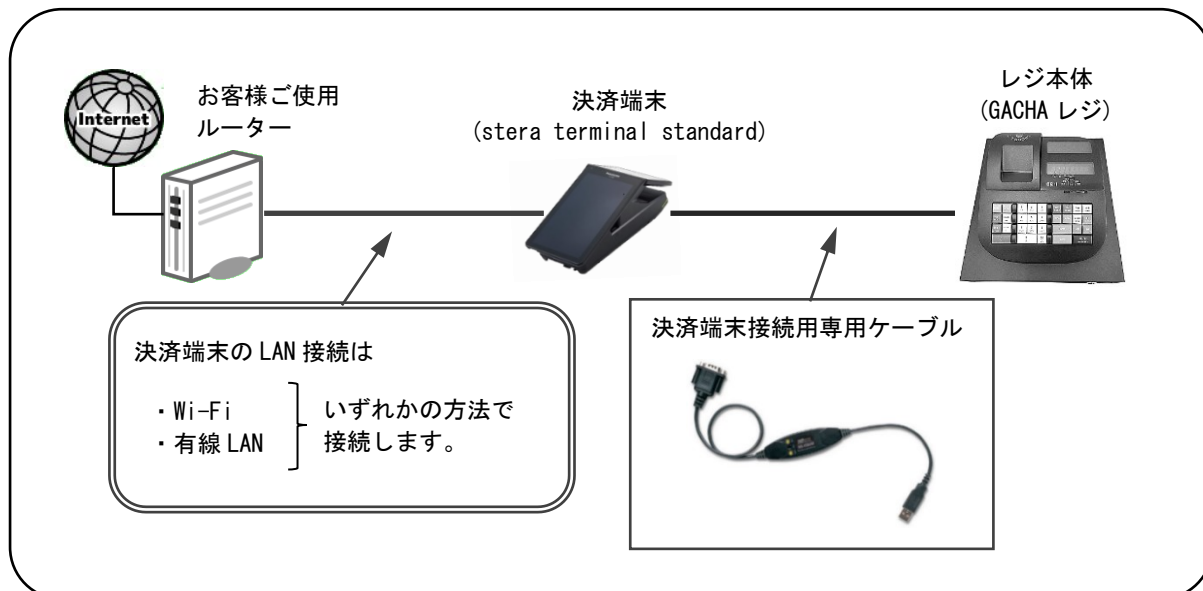 Internet
お客様ご使用
ルーター
決済端末
(stera terminal standard)
レジ本体
(GACHA レジ)
決済端末の LAN 接続は
・Wi-Fi
・有線 LAN
いずれかの方法で
接続します。
決済端末接続用専用ケーブル